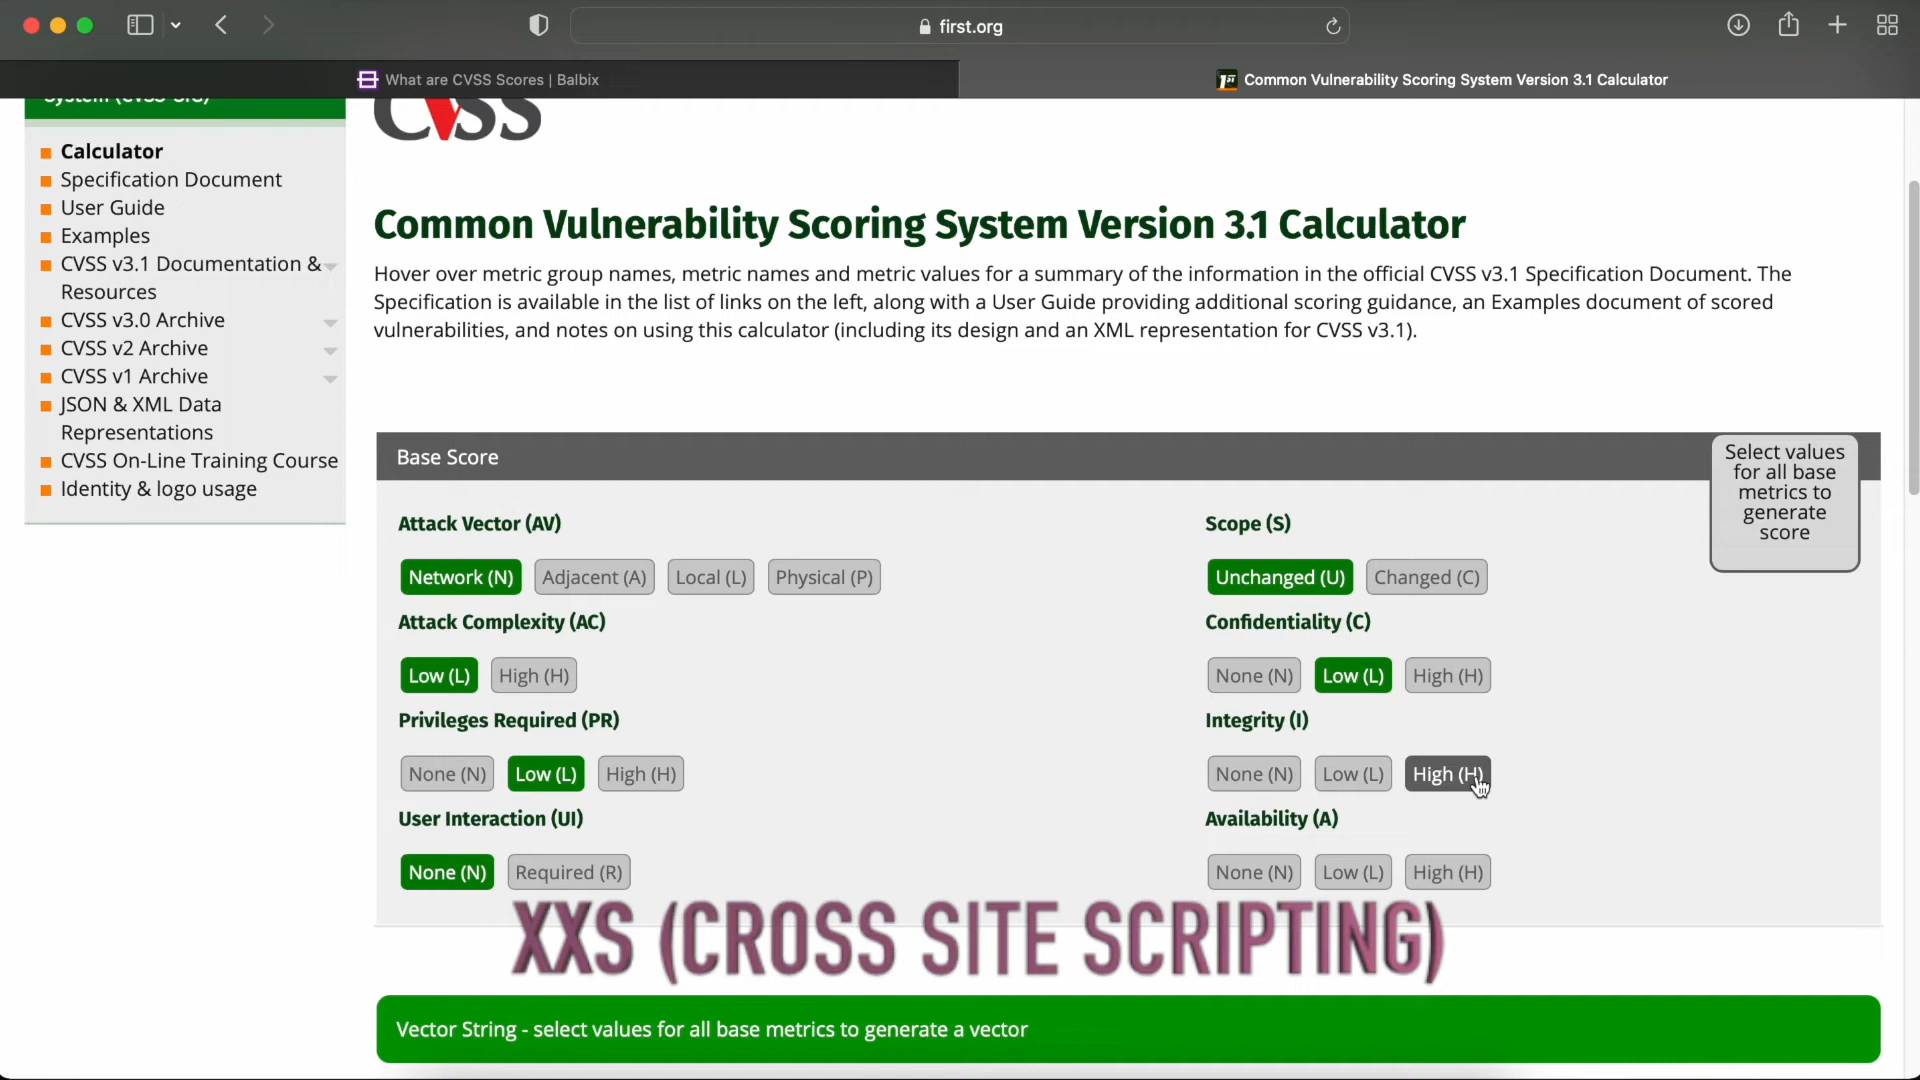 first.org
What are CVSS Scores | Balbix
Common Vulnerability Scoring System Version 3.1 Calculator
System (CVSS-SIG)
CVSS
Calculator
Specification Document
User Guide
Examples
CVSS v3.1 Documentation &
Resources
CVSS v3.0 Archive
CVSS v2 Archive
CVSS v1 Archive
JSON & XML Data
Representations
CVSS On-Line Training Course
Identity & logo usage
Common Vulnerability Scoring System Version 3.1 Calculator
Hover over metric group names, metric names and metric values for a summary of the information in the official CVSS v3.1 Specification Document. The
Specification is available in the list of links on the left, along with a User Guide providing additional scoring guidance, an Examples document of scored
vulnerabilities, and notes on using this calculator (including its design and an XML representation for CVSS v3.1).
Base Score
Select values
for all base
metrics to
generate
score
Attack Vector (AV)
Network (N) Adjacent (A) Local (L) Physical (P)
Attack Complexity (AC)
Low (L) High (H)
Privileges Required (PR)
None (N) Low (L) High (H)
User Interaction (UI)
None (N) Required (R)
Scope (S)
Unchanged (U) Changed (C)
Confidentiality (C)
None (N) Low (L) High (H)
Integrity (I)
None (N) Low (L) High (H)
Availability (A)
None (N) Low (L) High (H)
XXS (CROSS SITE SCRIPTING)
Vector String - select values for all base metrics to generate a vector